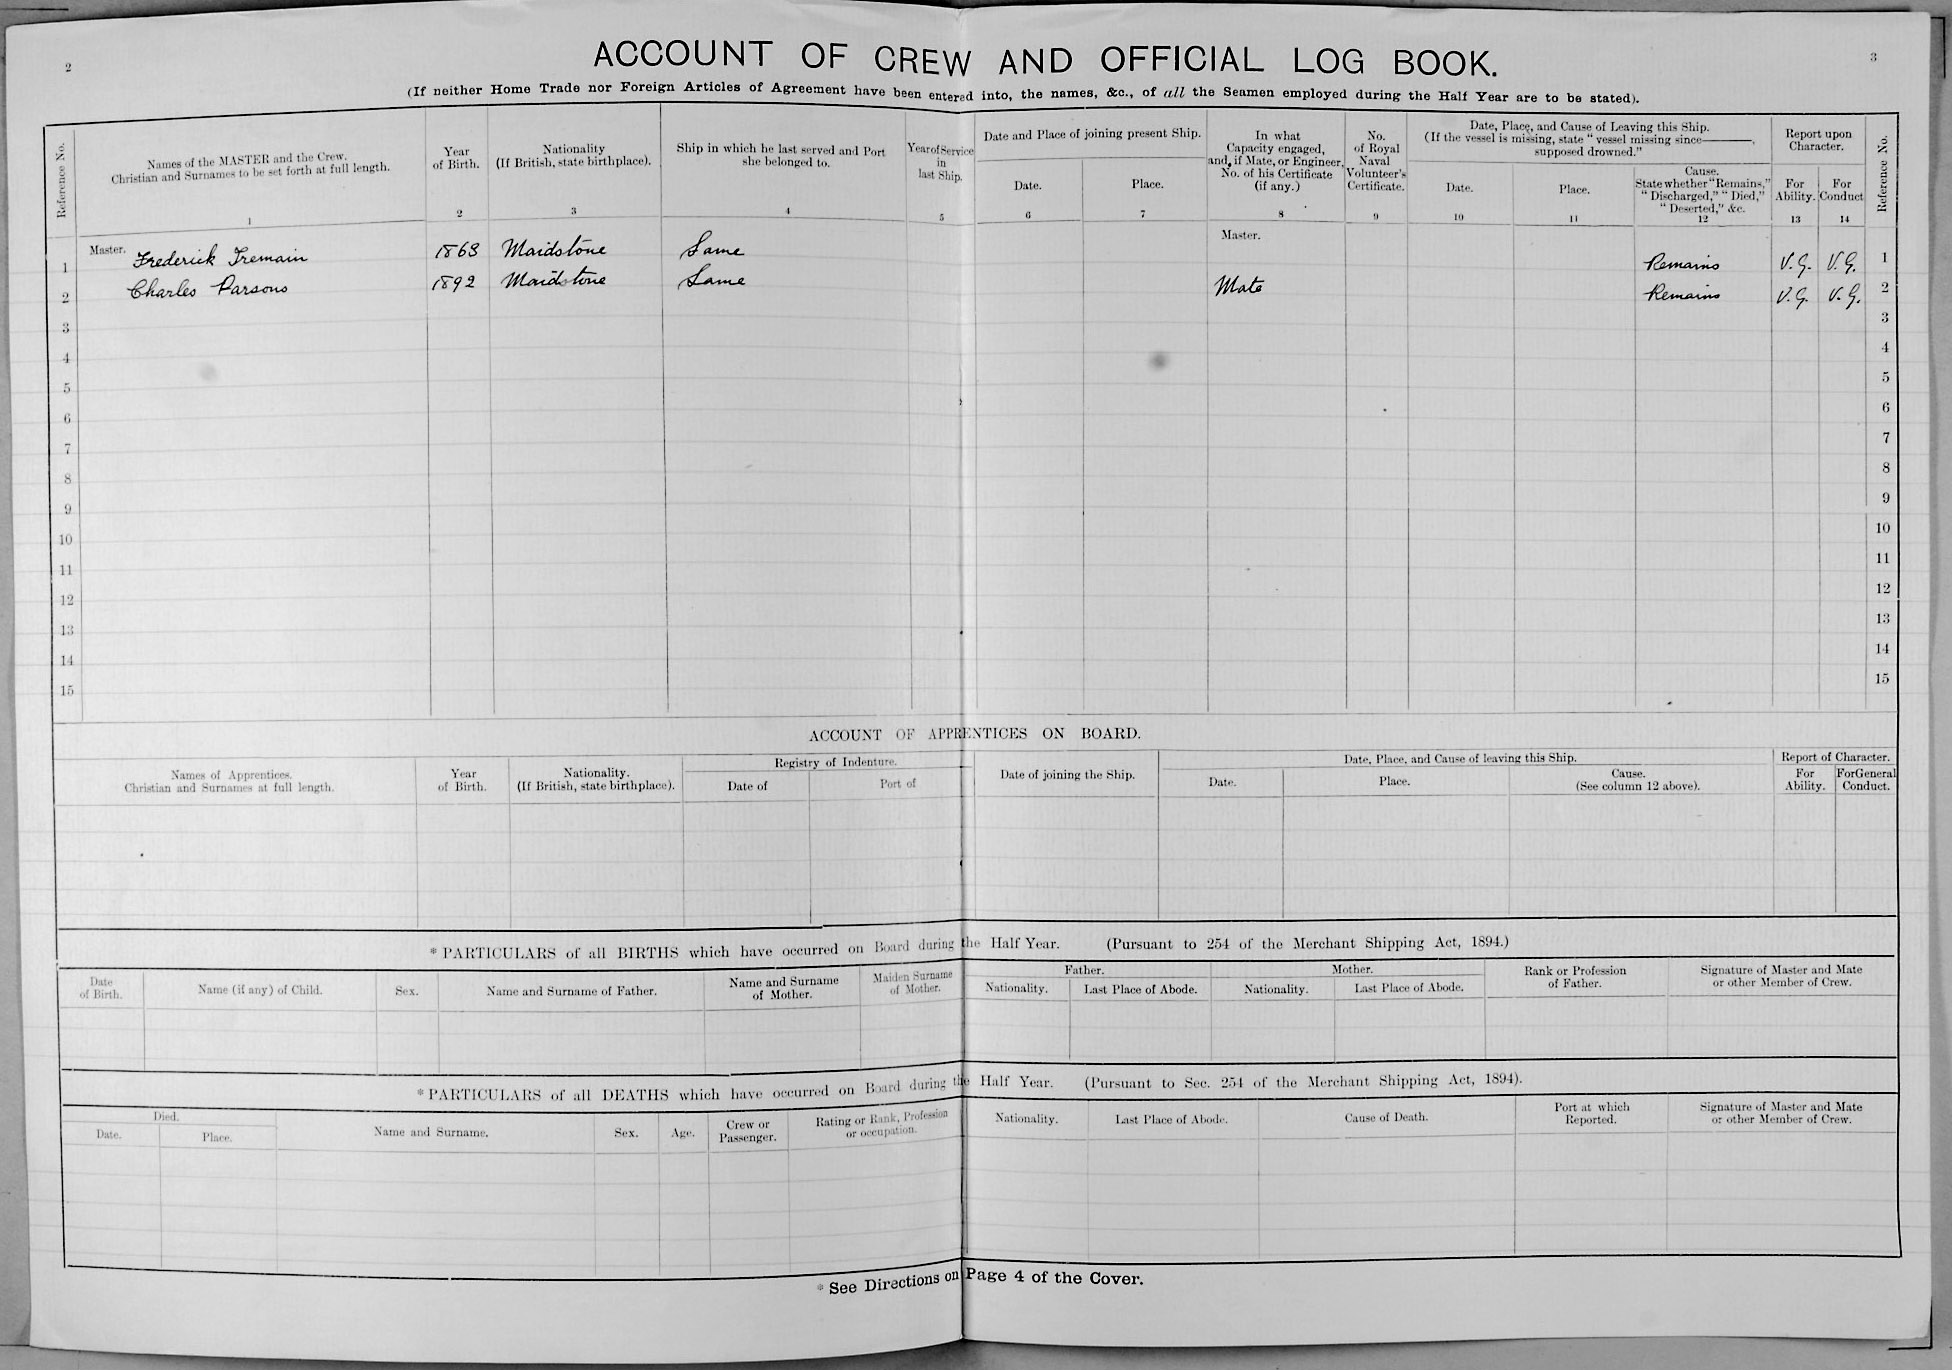 2
3
ACCOUNT OF CREW AND OFFICIAL LOG BOOK.
(If neither Home Trade nor Foreign Articles of Agreement have been entered into, the names, &c., of all the Seamen employed during the Half Year are to be stated).
Reference No.
Names of the MASTER and the Crew.
Christian and Surnames to be set forth at full length.
1
Year
of Birth.
2
Nationality
(If British, state birthplace).
3
Ship in which he last served and Port
she belonged to.
4
Year of Service
in
last Ship.
5
Date and Place of joining present Ship.
Date.
6
Place.
7
In what
Capacity engaged,
and, if Mate, or Engineer,
No. of his Certificate
(if any.)
8
No.
of Royal
Naval
Volunteer's
Certificate.
9
Date, Place, and Cause of Leaving this Ship.
(If the vessel is missing, state "vessel missing since———,
supposed drowned."
Date.
10
Place.
11
Cause.
State whether "Remains,"
"Discharged," "Died,"
"Deserted," &c.
12
Report upon
Character.
For
Ability.
13
For
Conduct
14
Reference No.
1 Master. Frederick Tremain 1863 Maidstone Same Master. Remains V.G. V.G. 1
2 Charles Parsons 1892 Maidstone Same Mate Remains V.G. V.G. 2
3 3
4 4
5 5
6 6
7 7
8 8
9 9
10 10
11 11
12 12
13 13
14 14
15 15
ACCOUNT OF APPRENTICES ON BOARD.
Names of Apprentices.
Christian and Surnames at full length.
Year
of Birth.
Nationality.
(If British, state birthplace).
Registry of Indenture.
Date of
Port of
Date of joining the Ship.
Date, Place, and Cause of leaving this Ship.
Date.
Place.
Cause.
(See column 12 above).
Report of Character.
For
Ability.
For General
Conduct.
*PARTICULARS of all BIRTHS which have occurred on Board during the Half Year. (Pursuant to 254 of the Merchant Shipping Act, 1894.)
Date
of Birth.
Name (if any) of Child.
Sex.
Name and Surname of Father.
Name and Surname
of Mother.
Maiden Surname
of Mother.
Father.
Nationality.
Last Place of Abode.
Mother.
Nationality.
Last Place of Abode.
Rank or Profession
of Father.
Signature of Master and Mate
or other Member of Crew.
*PARTICULARS of all DEATHS which have occurred on Board during the Half Year. (Pursuant to Sec. 254 of the Merchant Shipping Act, 1894).
Died.
Date.
Place.
Name and Surname.
Sex.
Age.
Crew or
Passenger.
Rating or Rank, Profession
or occupation.
Nationality.
Last Place of Abode.
Cause of Death.
Port at which
Reported.
Signature of Master and Mate
or other Member of Crew.
* See Directions on Page 4 of the Cover.